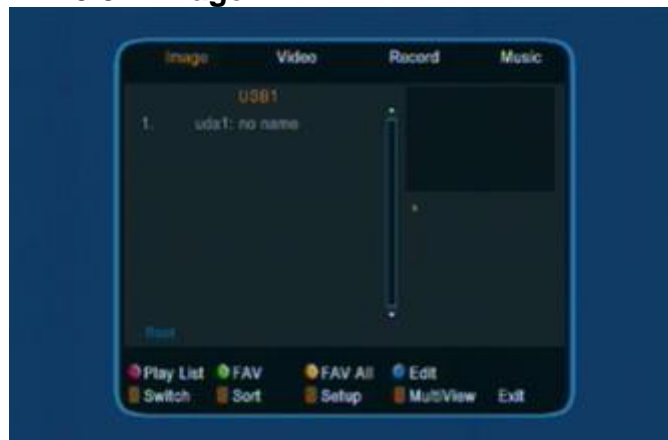 Image Video Record Music
USB1
1. uda1: no name
Root
Play List FAV FAV All Edit
Switch Sort Setup MultiView Exit